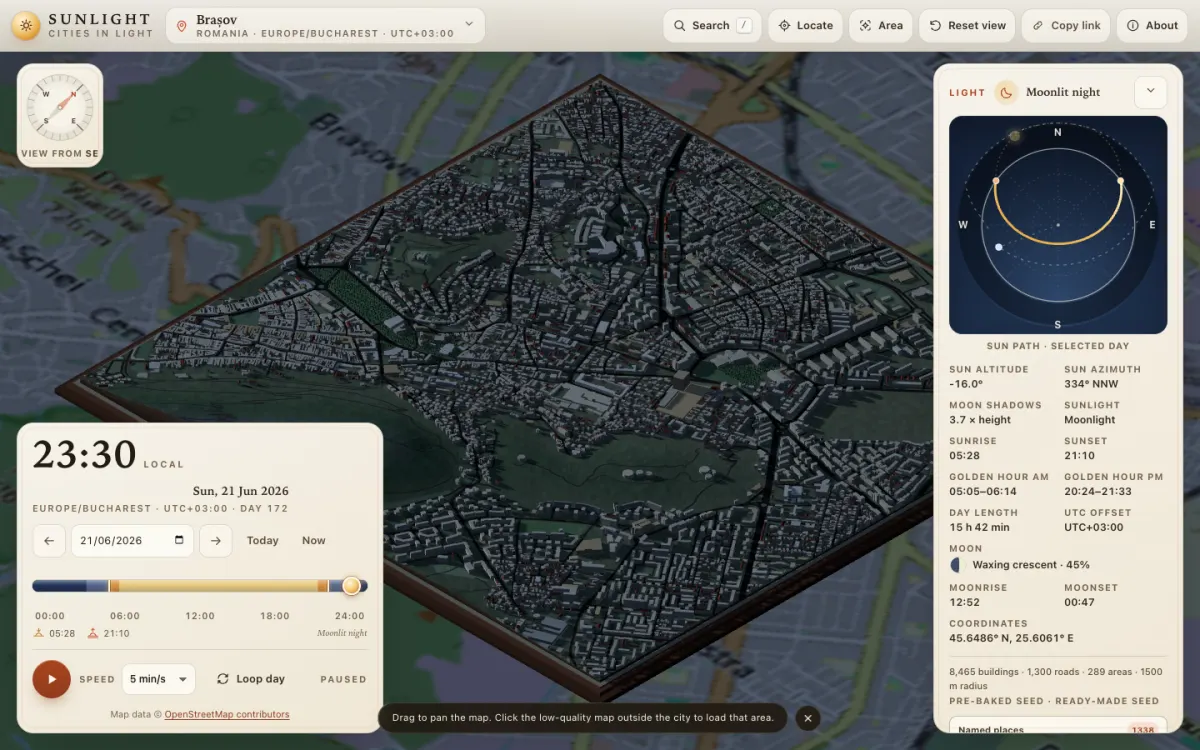 SUNLIGHT
CITIES IN LIGHT
Brașov
ROMANIA · EUROPE/BUCHAREST · UTC+03:00
Search /
Locate
Area
Reset view
Copy link
About
N
W
S
E
VIEW FROM SE
Brașov
726 m
LIGHT
Moonlit night
N
W
E
S
SUN PATH · SELECTED DAY
SUN ALTITUDE
-16.0°
SUN AZIMUTH
334° NNW
MOON SHADOWS
3.7 × height
SUNLIGHT
Moonlight
SUNRISE
05:28
SUNSET
21:10
GOLDEN HOUR AM
05:05–06:14
GOLDEN HOUR PM
20:24–21:33
DAY LENGTH
15 h 42 min
UTC OFFSET
UTC+03:00
MOON
Waxing crescent · 45%
MOONRISE
12:52
MOONSET
00:47
COORDINATES
45.6486° N, 25.6061° E
8,465 buildings · 1,300 roads · 289 areas · 1500
m radius
PRE-BAKED SEED · READY-MADE SEED
Named places 1338
23:30 LOCAL
Sun, 21 Jun 2026
EUROPE/BUCHAREST · UTC+03:00 · DAY 172
21/06/2026
Today
Now
00:00 06:00 12:00 18:00 24:00
05:28 21:10 Moonlit night
SPEED 5 min/s Loop day PAUSED
Map data © OpenStreetMap contributors
Drag to pan the map. Click the low-quality map outside the city to load that area.